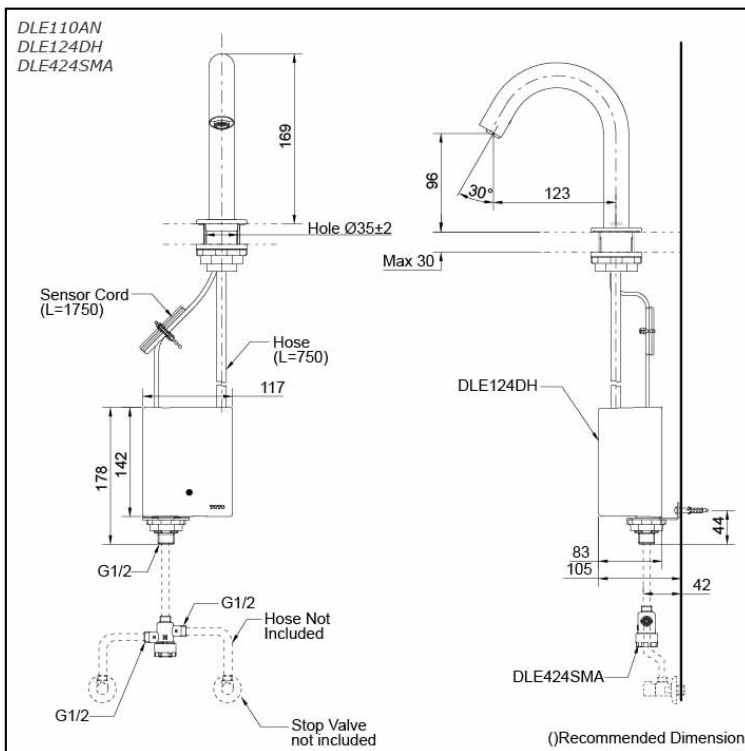 DLE110AN
DLE124DH
DLE424SMA
169
Hole Ø35±2
Sensor Cord
(L=1750)
Hose
(L=750)
117
178
142
TOTO
G1/2
G1/2
Hose Not
Included
G1/2
Stop Valve
not included
96
30°
123
Max 30
DLE124DH
44
83
105
42
DLE424SMA
()Recommended Dimension